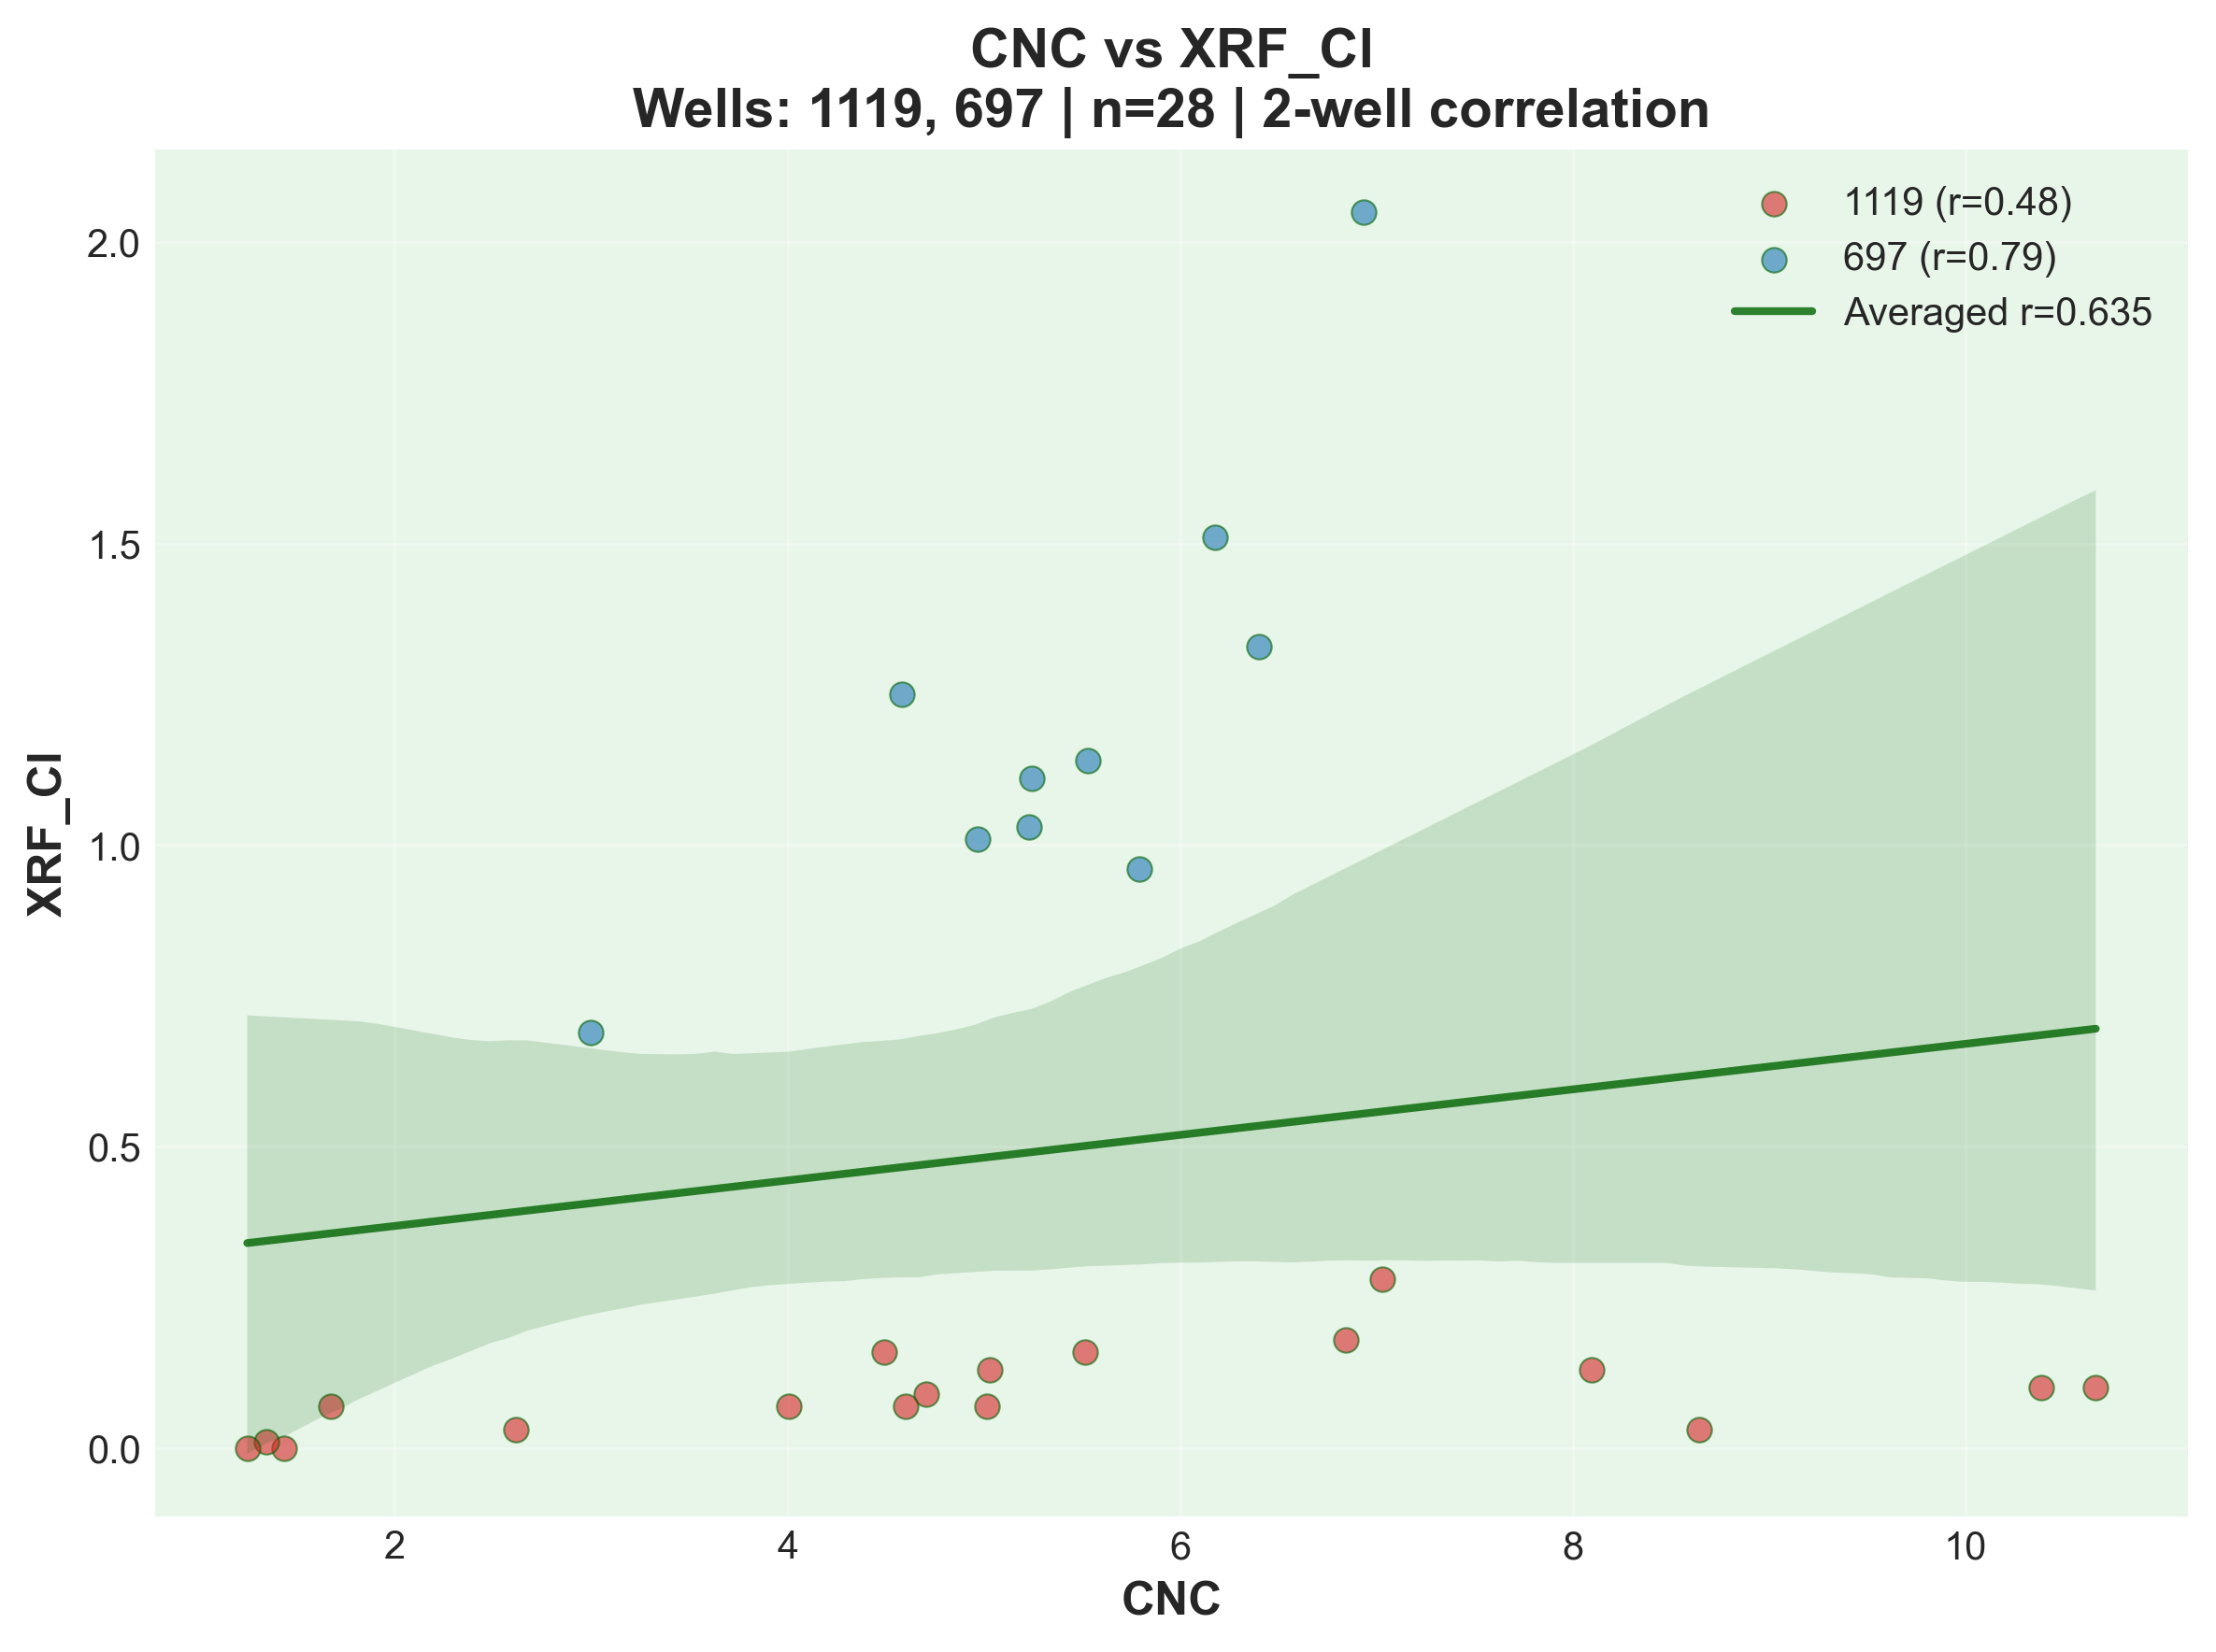 CNC vs XRF_Cl
Wells: 1119, 697 | n=28 | 2-well correlation
1119 (r=0.48)
697 (r=0.79)
Averaged r=0.635
XRF_Cl
2.0
1.5
1.0
0.5
0.0
2 4 6 8 10
CNC